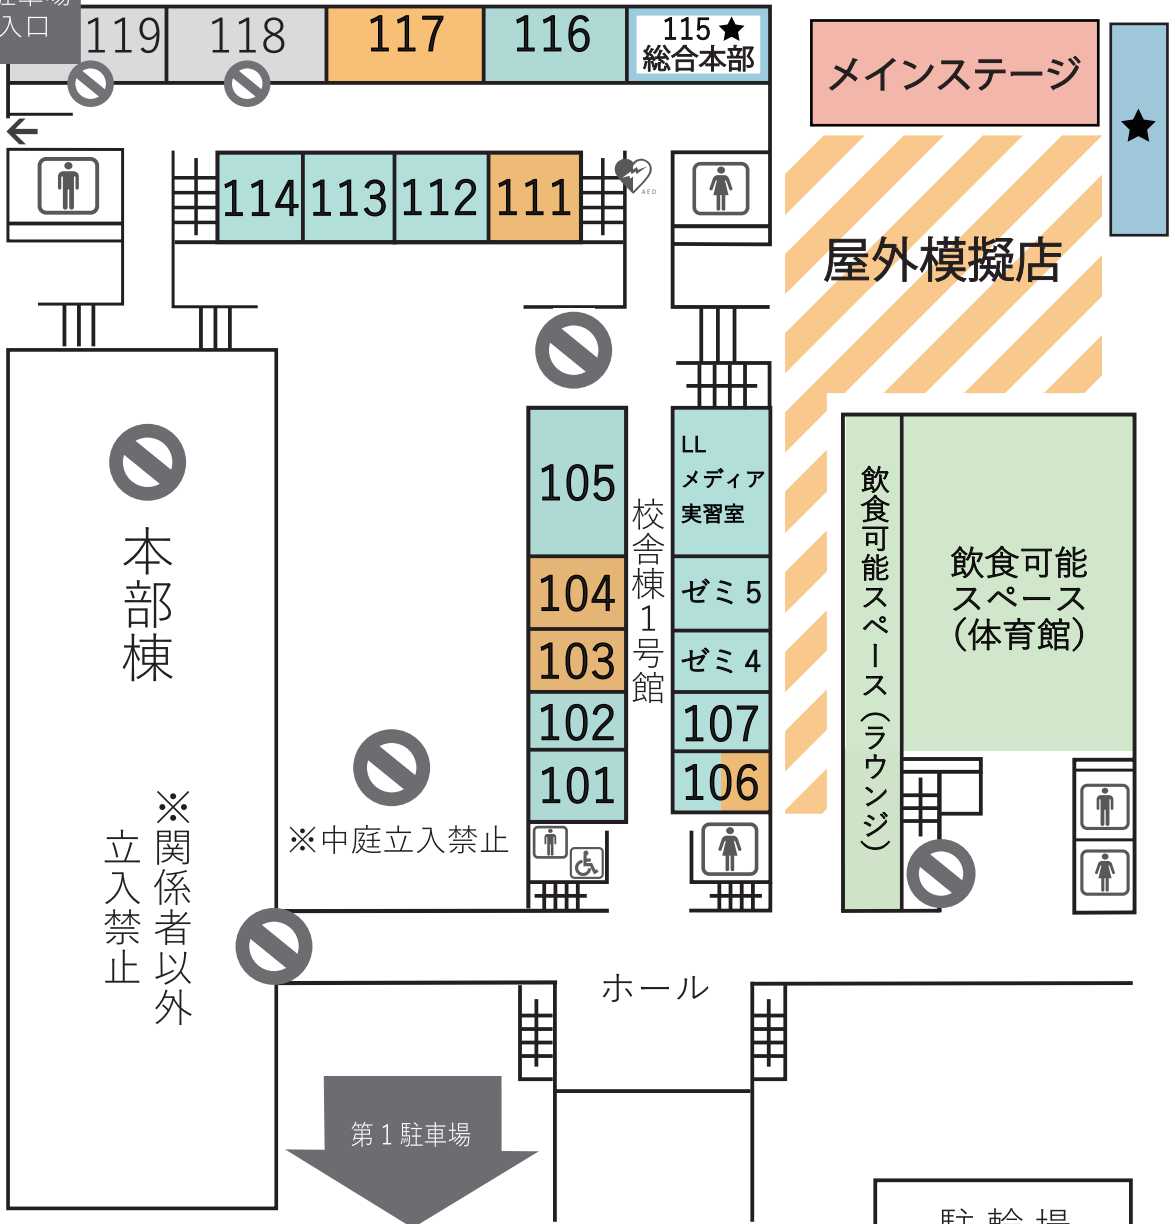 入口
119
118
117
116
115 ★
総合本部
メインステージ
★
114
113
112
111
AED
屋外模擬店
105
104
103
102
101
校舎棟1号館
LL
メディア
実習室
ゼミ 5
ゼミ 4
107
106
飲食可能スペース（ラウンジ）
飲食可能
スペース
（体育館）
本部棟
※関係者以外
立入禁止
※中庭立入禁止
ホール
第 1 駐車場
駐輪場